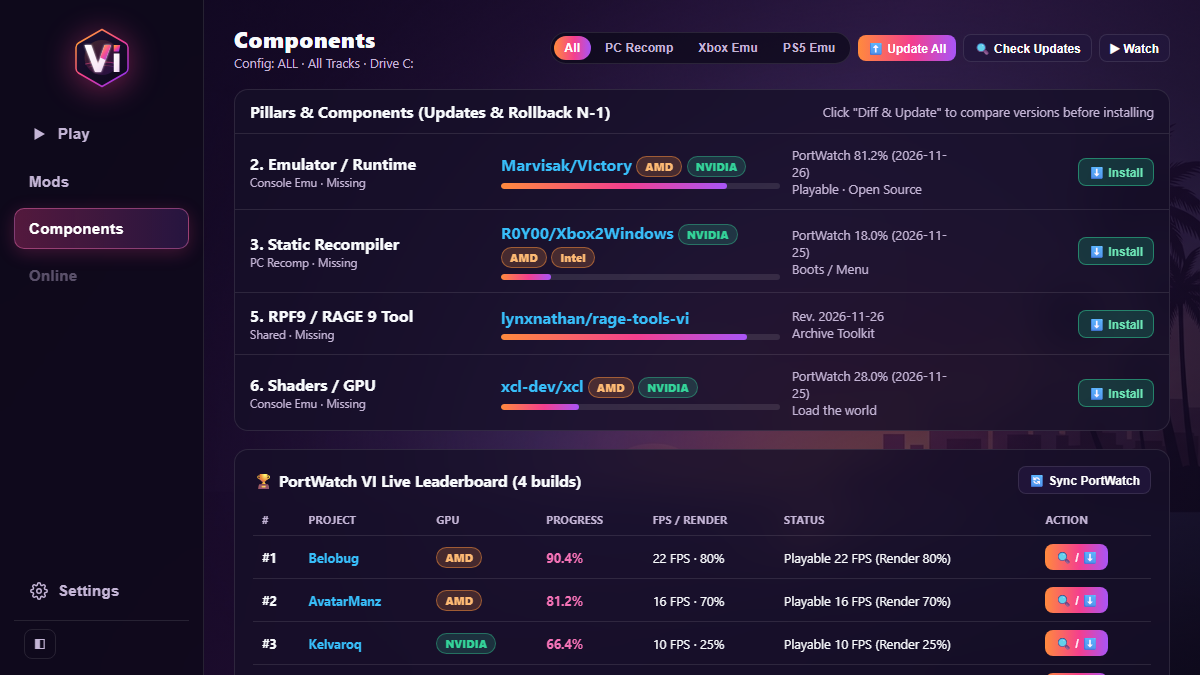 Vi
Play
Mods
Components
Online
Settings
Components
Config: ALL · All Tracks · Drive C:
All PC Recomp Xbox Emu PS5 Emu Update All Check Updates Watch
Pillars & Components (Updates & Rollback N-1) Click "Diff & Update" to compare versions before installing
2. Emulator / Runtime
Console Emu · Missing
Marvisak/VIctory AMD NVIDIA
PortWatch 81.2% (2026-11-
26)
Playable · Open Source
Install
3. Static Recompiler
PC Recomp · Missing
R0Y00/Xbox2Windows NVIDIA
AMD Intel
PortWatch 18.0% (2026-11-
25)
Boots / Menu
Install
5. RPF9 / RAGE 9 Tool
Shared · Missing
lynxnathan/rage-tools-vi
Rev. 2026-11-26
Archive Toolkit
Install
6. Shaders / GPU
Console Emu · Missing
xcl-dev/xcl AMD NVIDIA
PortWatch 28.0% (2026-11-
25)
Load the world
Install
PortWatch VI Live Leaderboard (4 builds) Sync PortWatch
# PROJECT GPU PROGRESS FPS / RENDER STATUS ACTION
#1 Belobug AMD 90.4% 22 FPS · 80% Playable 22 FPS (Render 80%) /
#2 AvatarManz AMD 81.2% 16 FPS · 70% Playable 16 FPS (Render 70%) /
#3 Kelvaroq NVIDIA 66.4% 10 FPS · 25% Playable 10 FPS (Render 25%) /